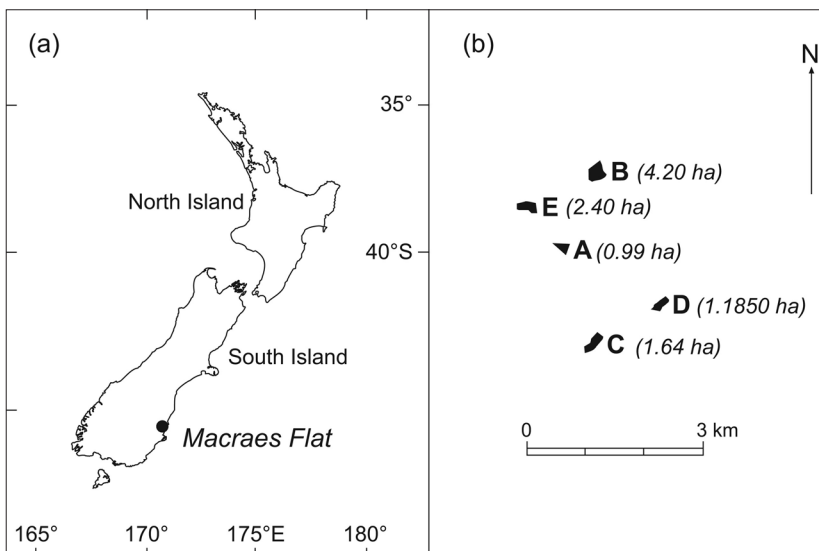 (a)
35°
North Island
40°S
South Island
Macraes Flat
165°
170°
175°E
180°
(b)
N
B (4.20 ha)
E (2.40 ha)
A (0.99 ha)
D (1.1850 ha)
C (1.64 ha)
0
3 km